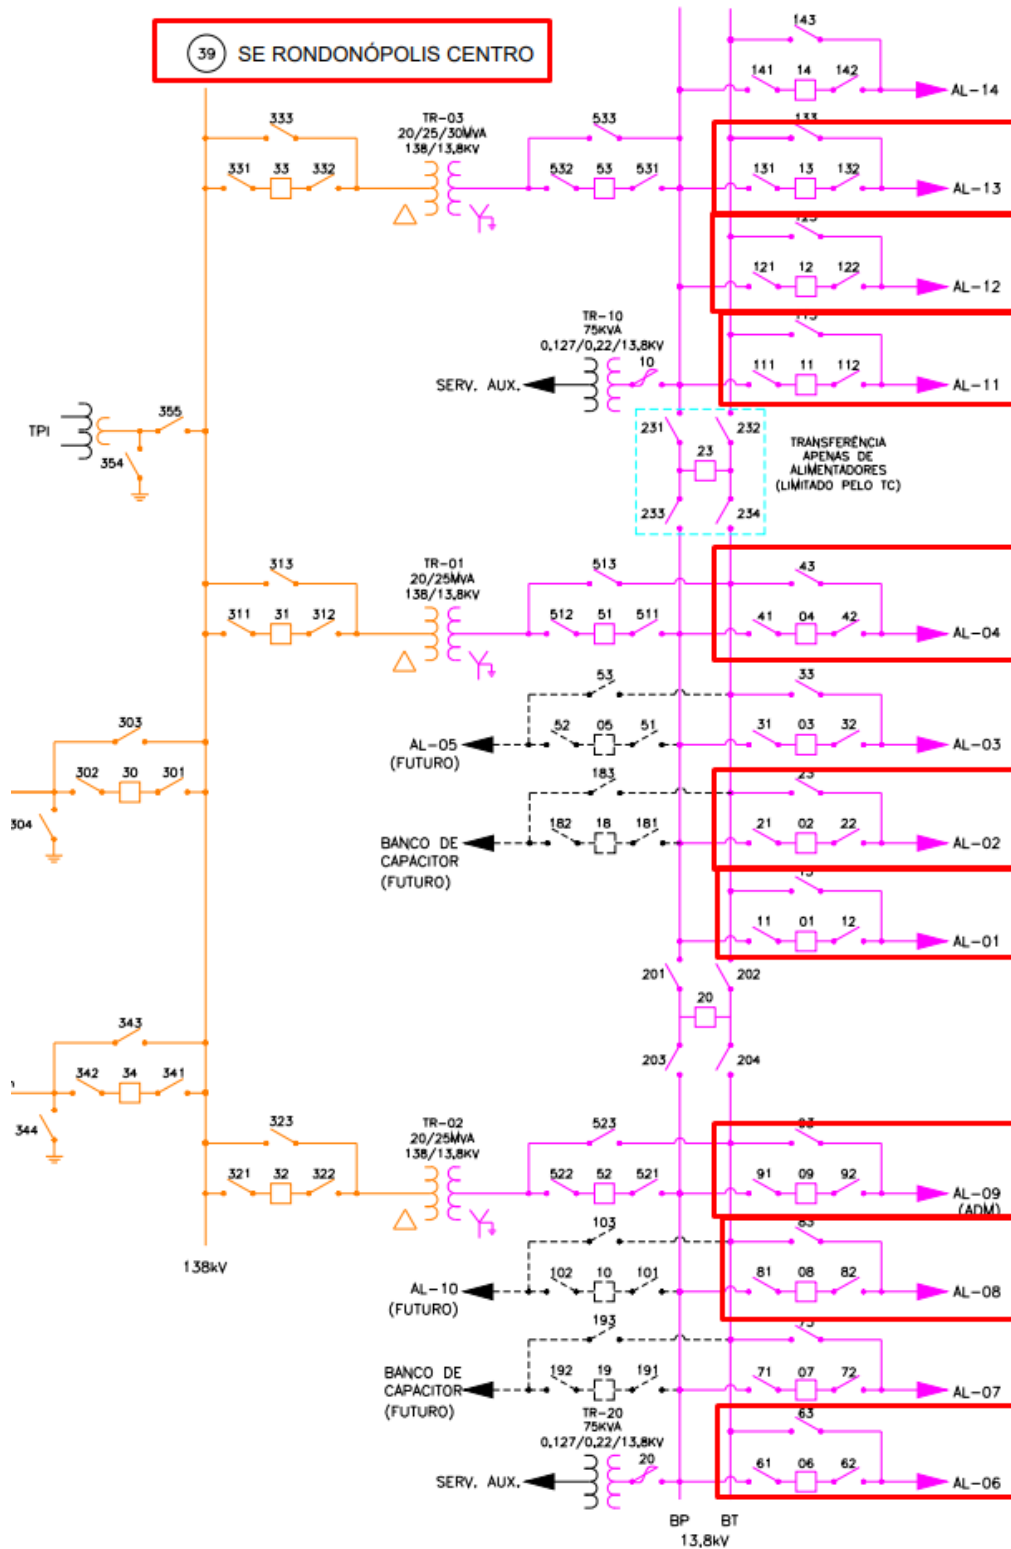 39 SE RONDONÓPOLIS CENTRO
143
141 14 142
AL-14
TR-03
20/25/30MVA
138/13,8KV
333
331 33 332
533
532 53 531
133
131 13 132
AL-13
123
121 12 122
AL-12
TR-10
75KVA
0,127/0,22/13,8KV
10
SERV. AUX.
113
111 11 112
AL-11
TPI
355
354
231 232
23
233 234
TRANSFERÊNCIA
APENAS DE
ALIMENTADORES
(LIMITADO PELO TC)
TR-01
20/25MVA
138/13,8KV
313
311 31 312
513
512 51 511
43
41 04 42
AL-04
53
52 05 51
AL-05
(FUTURO)
33
31 03 32
AL-03
303
302 30 301
304
183
182 18 181
BANCO DE
CAPACITOR
(FUTURO)
23
21 02 22
AL-02
13
11 01 12
AL-01
201 202
20
203 204
343
342 34 341
344
TR-02
20/25MVA
138/13,8KV
323
321 32 322
523
522 52 521
93
91 09 92
AL-09
(ADM)
138kV
103
102 10 101
AL-10
(FUTURO)
83
81 08 82
AL-08
193
192 19 191
BANCO DE
CAPACITOR
(FUTURO)
73
71 07 72
AL-07
TR-20
75KVA
0,127/0,22/13,8KV
20
SERV. AUX.
63
61 06 62
AL-06
BP BT
13,8kV